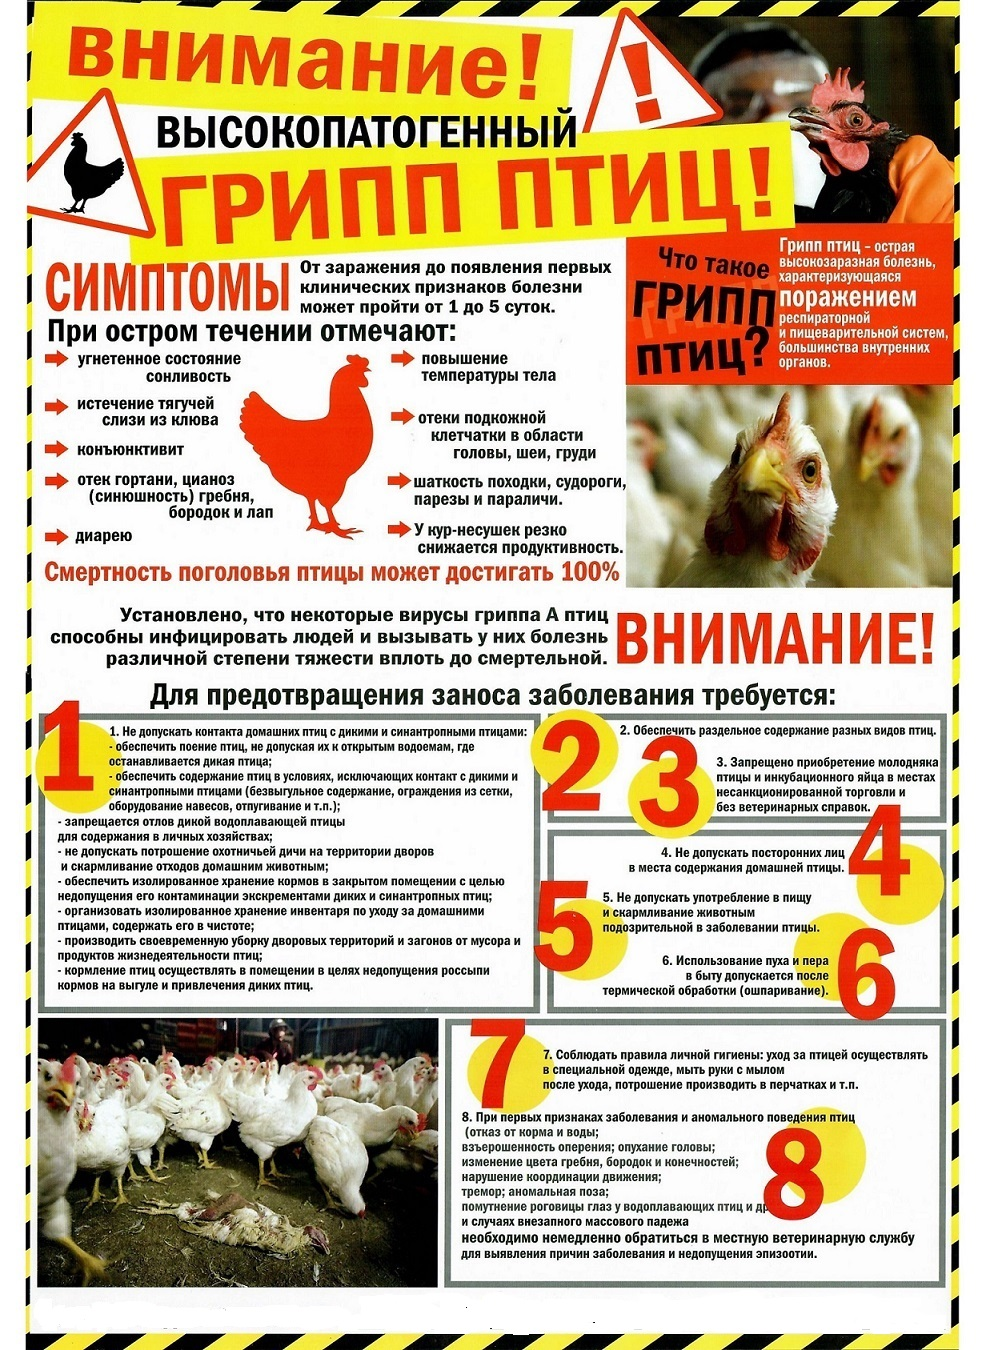 внимание!
ВЫСОКОПАТОГЕННЫЙ
ГРИПП ПТИЦ!
СИМПТОМЫ
От заражения до появления первых
клинических признаков болезни
может пройти от 1 до 5 суток.
При остром течении отмечают:
угнетенное состояние
сонливость
истечение тягучей
слизи из клюва
конъюнктивит
отек гортани, цианоз
(синюшность) гребня,
бородок и лап
диарею
повышение
температуры тела
отеки подкожной
клетчатки в области
головы, шеи, груди
шаткость походки, судороги,
парезы и параличи.
У кур-несушек резко
снижается продуктивность.
Смертность поголовья птицы может достигать 100%
Что такое
ГРИПП
птиц?
Грипп птиц - острая
высокозаразная болезнь,
характеризующаяся
поражением
респираторной
и пищеварительной систем,
большинства внутренних
органов.
Установлено, что некоторые вирусы гриппа А птиц
способны инфицировать людей и вызывать у них болезнь
различной степени тяжести вплоть до смертельной.
ВНИМАНИЕ!
Для предотвращения заноса заболевания требуется:
1
1. Не допускать контакта домашних птиц с дикими и синантропными птицами:
- обеспечить поение птиц, не допуская их к открытым водоемам, где
останавливается дикая птица;
- обеспечить содержание птиц в условиях, исключающих контакт с дикими и
синантропными птицами (безвыгульное содержание, ограждения из сетки,
оборудование навесов, отпугивание и т.п.);
- запрещается отлов дикой водоплавающей птицы
для содержания в личных хозяйствах;
- не допускать потрошение охотничьей дичи на территории дворов
и скармливание отходов домашним животным;
- обеспечить изолированное хранение кормов в закрытом помещении с целью
недопущения его контаминации экскрементами диких и синантропных птиц;
- организовать изолированное хранение инвентаря по уходу за домашними
птицами, содержать его в чистоте;
- производить своевременную уборку дворовых территорий и загонов от мусора и
продуктов жизнедеятельности птиц;
- кормление птиц осуществлять в помещении в целях недопущения россыпи
кормов на выгуле и привлечения диких птиц.
2
2. Обеспечить раздельное содержание разных видов птиц.
3
3. Запрещено приобретение молодняка
птицы и инкубационного яйца в местах
несанкционированной торговли и
без ветеринарных справок.
4
4. Не допускать посторонних лиц
в места содержания домашней птицы.
5
5. Не допускать употребление в пищу
и скармливание животным
подозрительной в заболевании птицы.
6
6. Использование пуха и пера
в быту допускается после
термической обработки (ошпаривание).
7
7. Соблюдать правила личной гигиены: уход за птицей осуществлять
в специальной одежде, мыть руки с мылом
после ухода, потрошение производить в перчатках и т.п.
8
8. При первых признаках заболевания и аномального поведения птиц
(отказ от корма и воды;
взъерошенность оперения; опухание головы;
изменение цвета гребня, бородок и конечностей;
нарушение координации движения;
тремор; аномальная поза;
помутнение роговицы глаз у водоплавающих птиц и др
и случаях внезапного массового падежа
необходимо немедленно обратиться в местную ветеринарную службу
для выявления причин заболевания и недопущения эпизоотии.